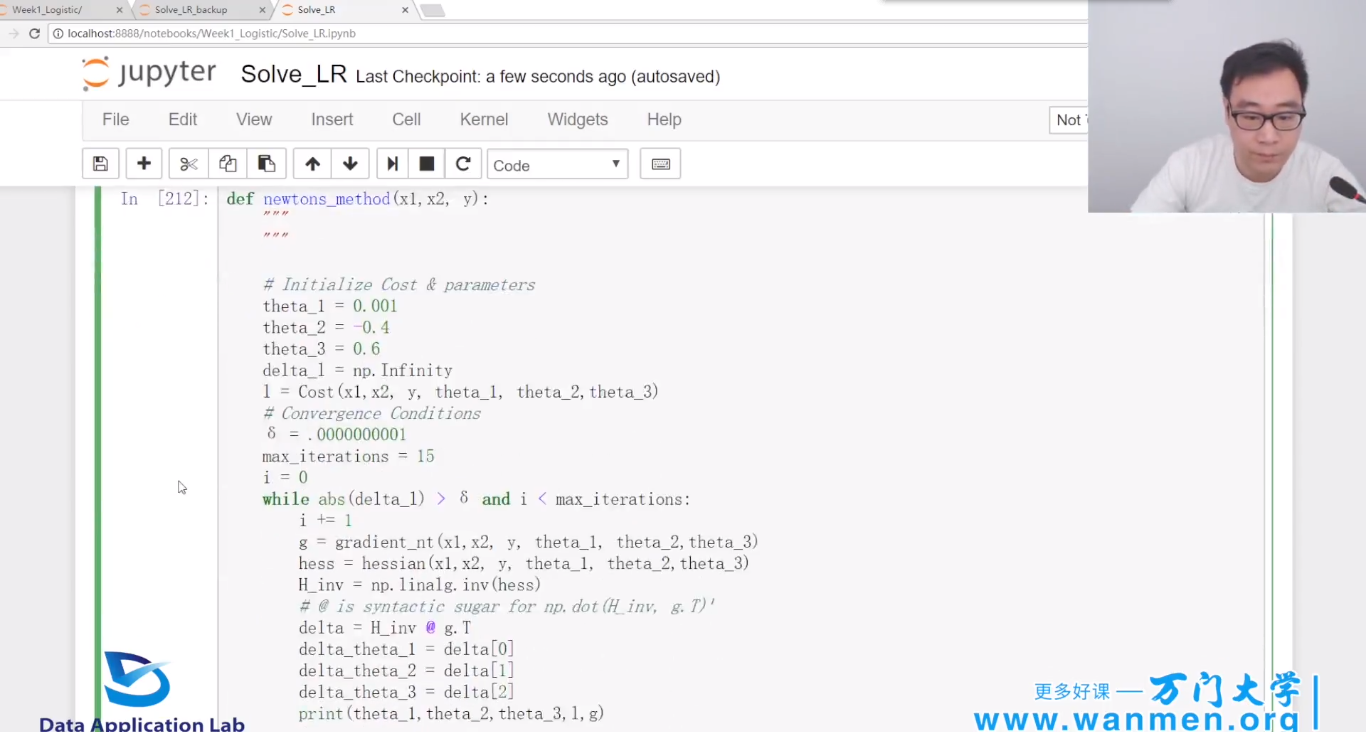 Week1_Logistic/
Solve_LR_backup
Solve_LR
localhost:8888/notebooks/Week1_Logistic/Solve_LR.ipynb
jupyter Solve_LR Last Checkpoint: a few seconds ago (autosaved)
File Edit View Insert Cell Kernel Widgets Help
Not
Code
In [212]: def newtons_method(x1,x2, y):
"""
"""
# Initialize Cost & parameters
theta_1 = 0.001
theta_2 = -0.4
theta_3 = 0.6
delta_l = np.Infinity
l = Cost(x1,x2, y, theta_1, theta_2,theta_3)
# Convergence Conditions
δ = .0000000001
max_iterations = 15
i = 0
while abs(delta_l) > δ and i < max_iterations:
i += 1
g = gradient_nt(x1,x2, y, theta_1, theta_2,theta_3)
hess = hessian(x1,x2, y, theta_1, theta_2,theta_3)
H_inv = np.linalg.inv(hess)
# @ is syntactic sugar for np.dot(H_inv, g.T)'
delta = H_inv @ g.T
delta_theta_1 = delta[0]
delta_theta_2 = delta[1]
delta_theta_3 = delta[2]
print(theta_1,theta_2,theta_3,l,g)
Data Application Lab
更多好课 — 万门大学
www.wanmen.org